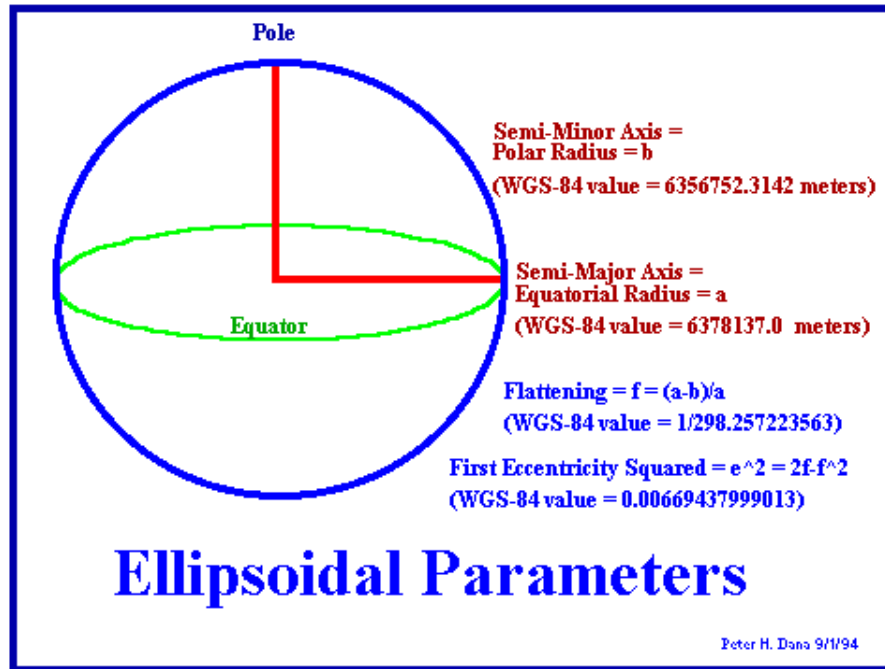 Pole
Semi-Minor Axis =
Polar Radius = b
(WGS-84 value = 6356752.3142 meters)
Semi-Major Axis =
Equatorial Radius = a
(WGS-84 value = 6378137.0 meters)
Equator
Flattening = f = (a-b)/a
(WGS-84 value = 1/298.257223563)
First Eccentricity Squared = e^2 = 2f-f^2
(WGS-84 value = 0.00669437999013)
Ellipsoidal Parameters
Peter H. Dana 9/1/94